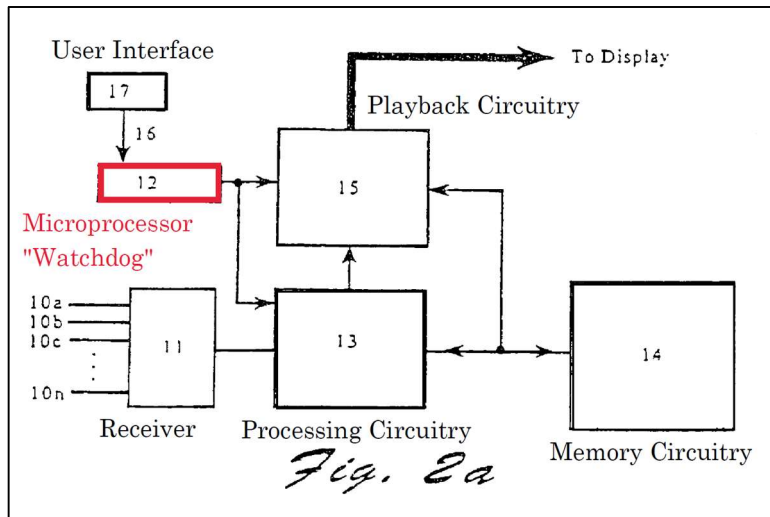 User Interface
To Display
17
Playback Circuitry
16
12
15
Microprocessor
"Watchdog"
10a
10b
10c
10n
11
13
14
Receiver
Processing Circuitry
Memory Circuitry
Fig. 2a